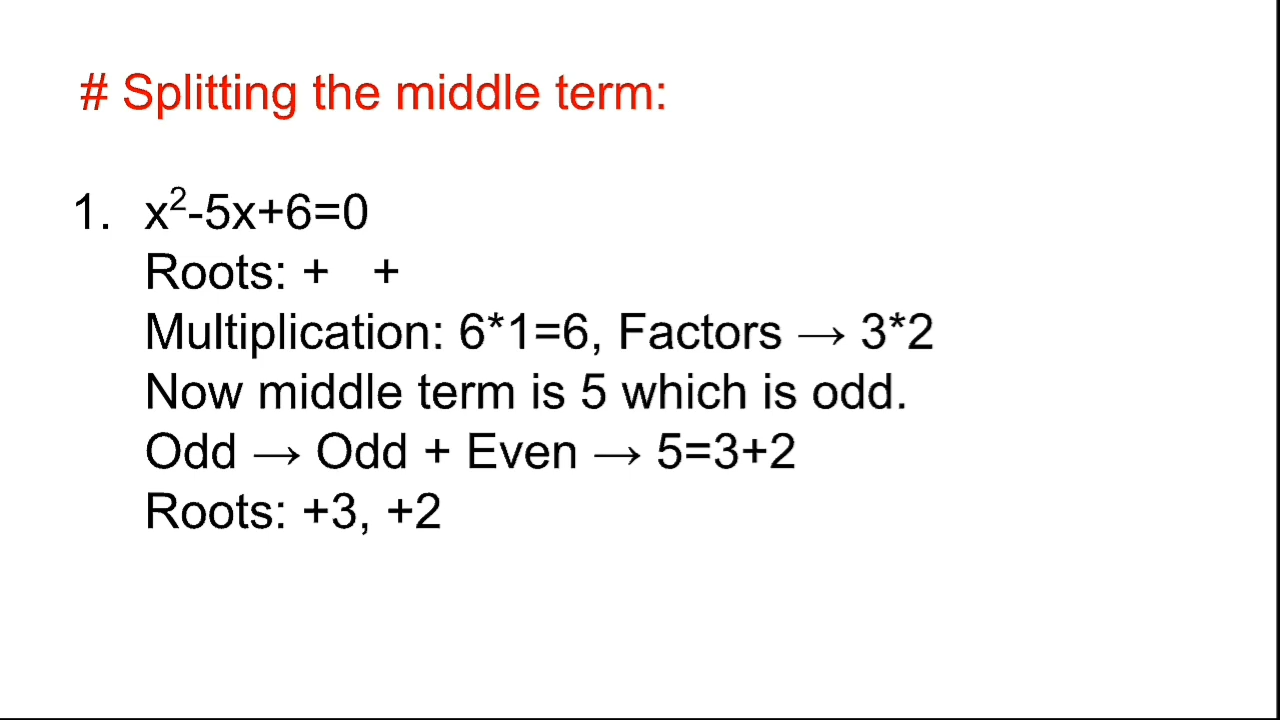 # Splitting the middle term:
1. x²-5x+6=0
Roots: + +
Multiplication: 6*1=6, Factors → 3*2
Now middle term is 5 which is odd.
Odd → Odd + Even → 5=3+2
Roots: +3, +2